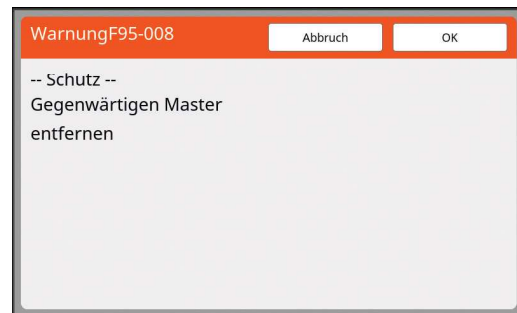 WarnungF95-008
Abbruch
OK
-- Schutz --
Gegenwärtigen Master
entfernen